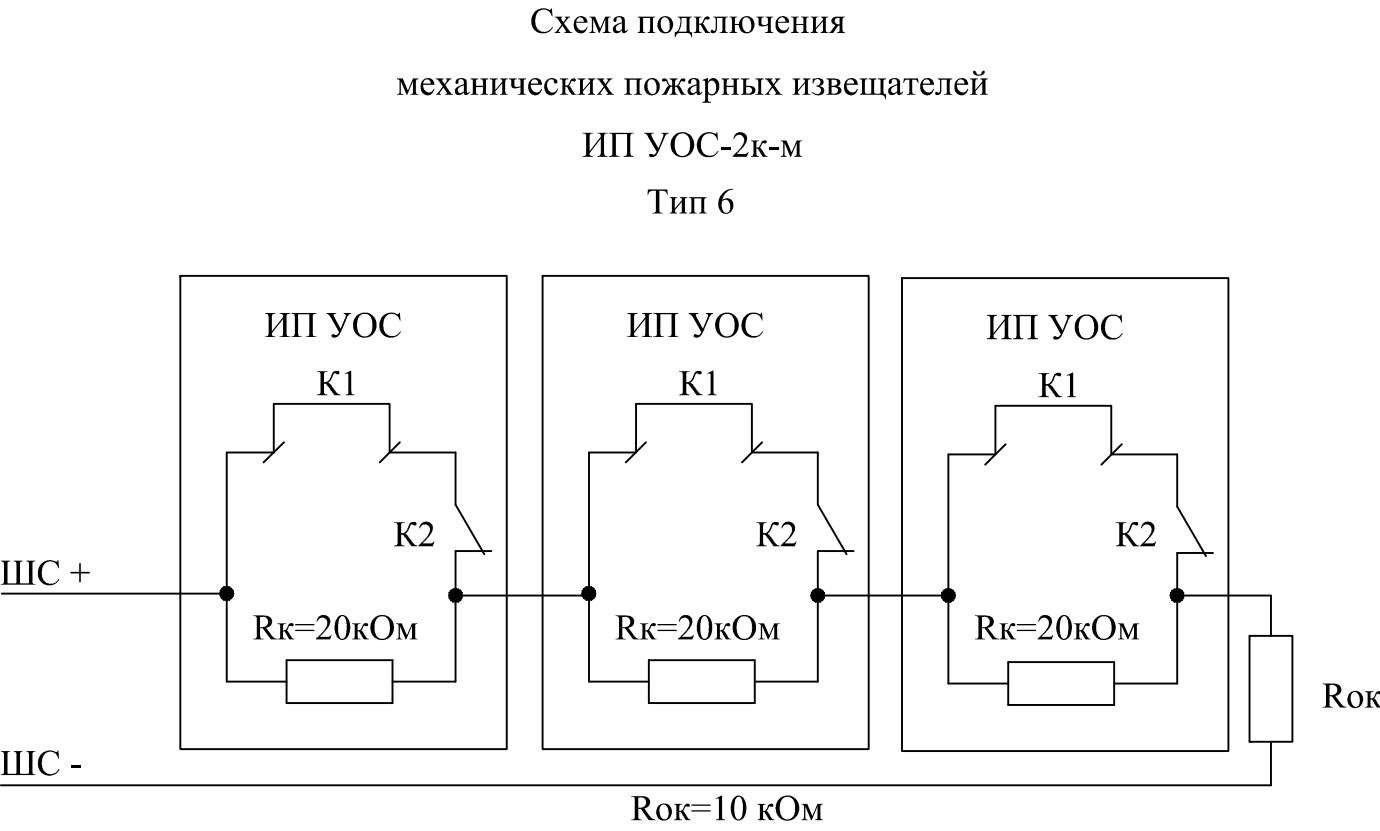 Схема подключения
механических пожарных извещателей
ИП УОС-2к-м
Тип 6
ИП УОС
К1
К2
Rк=20кОм
ИП УОС
К1
К2
Rк=20кОм
ИП УОС
К1
К2
Rк=20кОм
ШС +
Rок
ШС -
Rок=10 кОм